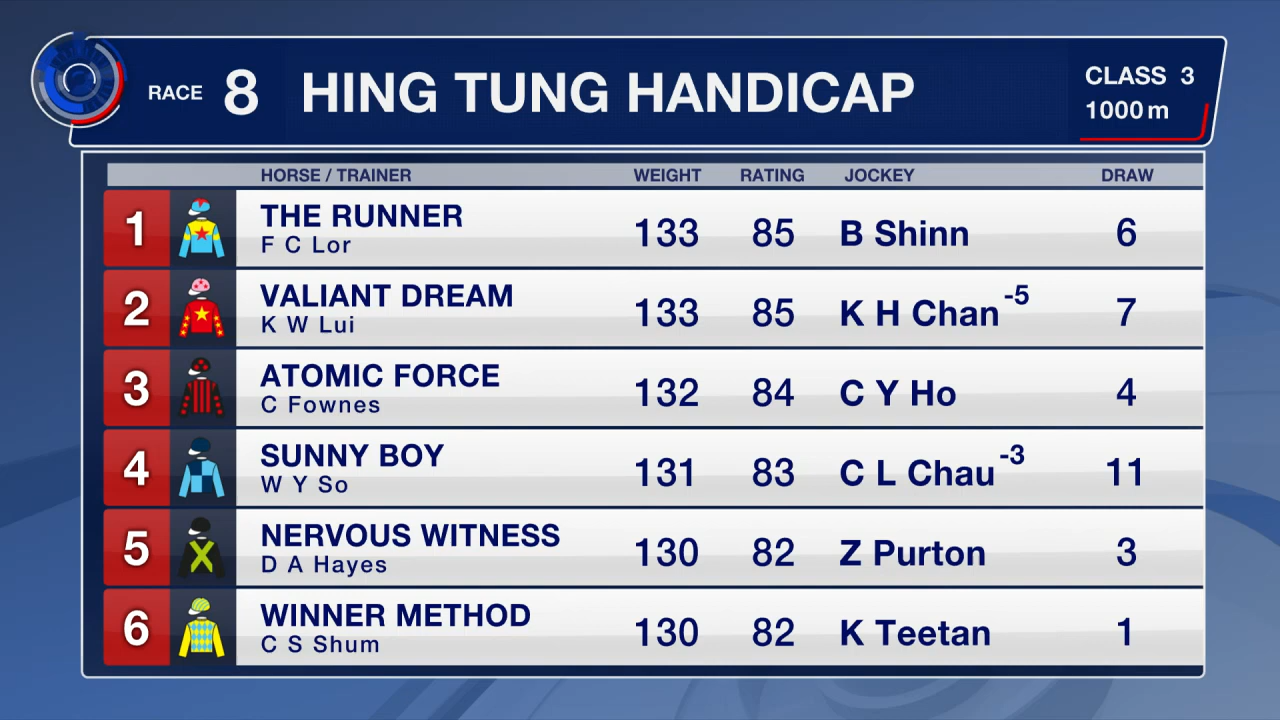 RACE 8 HING TUNG HANDICAP CLASS 3
1000 m
HORSE / TRAINER WEIGHT RATING JOCKEY DRAW
1 THE RUNNER 133 85 B Shinn 6
F C Lor
2 VALIANT DREAM 133 85 K H Chan -5 7
K W Lui
3 ATOMIC FORCE 132 84 C Y Ho 4
C Fownes
4 SUNNY BOY 131 83 C L Chau -3 11
W Y So
5 NERVOUS WITNESS 130 82 Z Purton 3
D A Hayes
6 WINNER METHOD 130 82 K Teetan 1
C S Shum